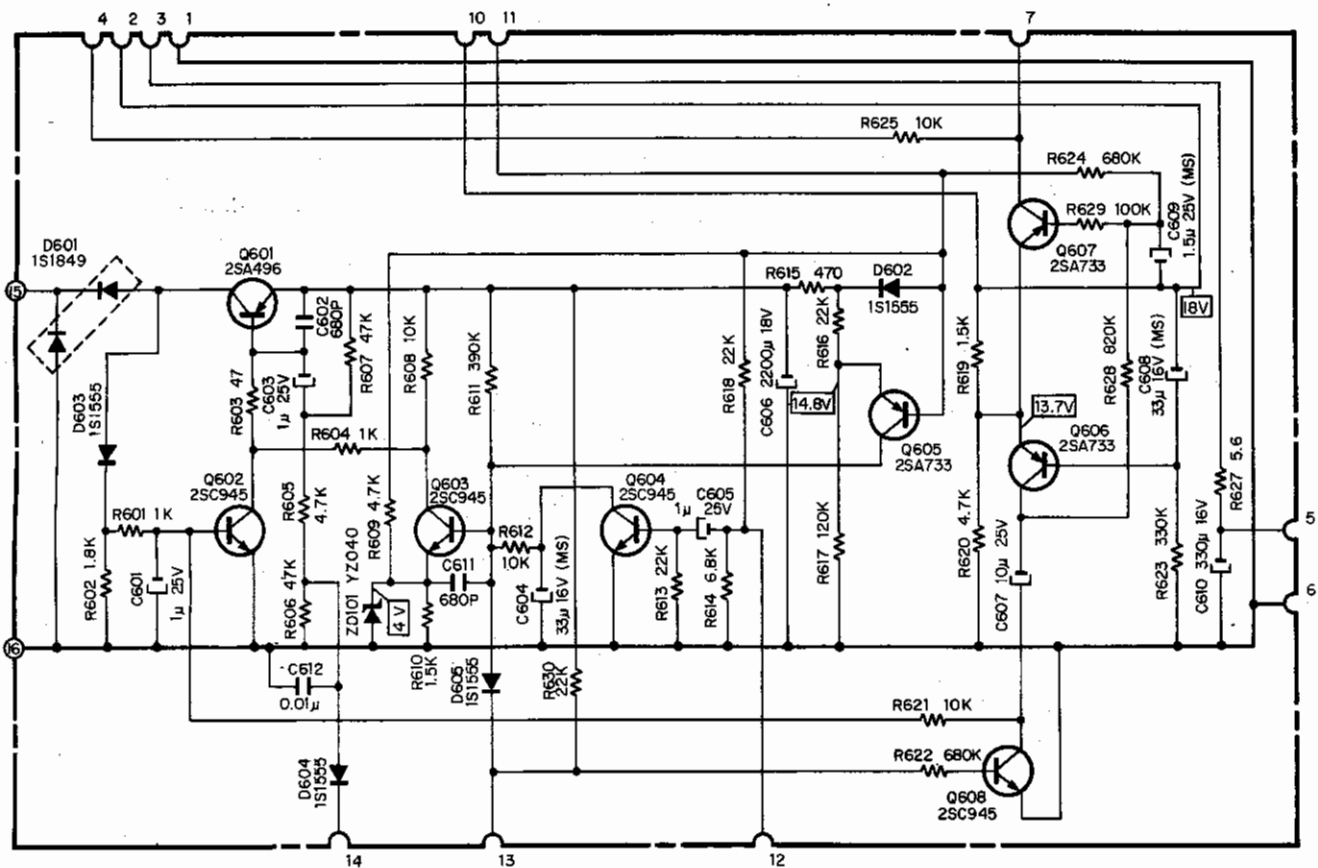 4 2 3 1
10 11
7
R625 10K
R624 680K
R629 100K
C609
1.5μ 25V (MS)
Q607
2SA733
D601
1S1849
Q601
2SA496
15
C602
680P
R607 47K
R608 10K
R611 390K
R615 470
D602
1S1555
R616 22K
18V
R618 22K
C606 2200μ 18V
R619 1.5K
R628 820K
C608
33μ 16V (MS)
D603
1S1555
R603 47
C603
1μ 25V
14.8V
13.7V
R604 1K
Q605
2SA733
Q606
2SA733
R627 5.6
Q602
2SC945
R605
4.7K
R609 4.7K
Q603
2SC945
Q604
2SC945
C605
1μ 25V
R601 1K
R612
10K
R617 120K
R620 4.7K
C607 10μ 25V
R623 330K
C610 330μ 16V
5
R602 1.8K
C601
1μ 25V
R606 47K
ZD101 YZ040
4V
C611
680P
C604
33μ 16V (MS)
R613 22K
R614 6.8K
6
16
C612
0.01μ
R610
1.5K
D605
1S1555
R630
22K
R621 10K
D604
1S1555
R622 680K
Q608
2SC945
14
13
12